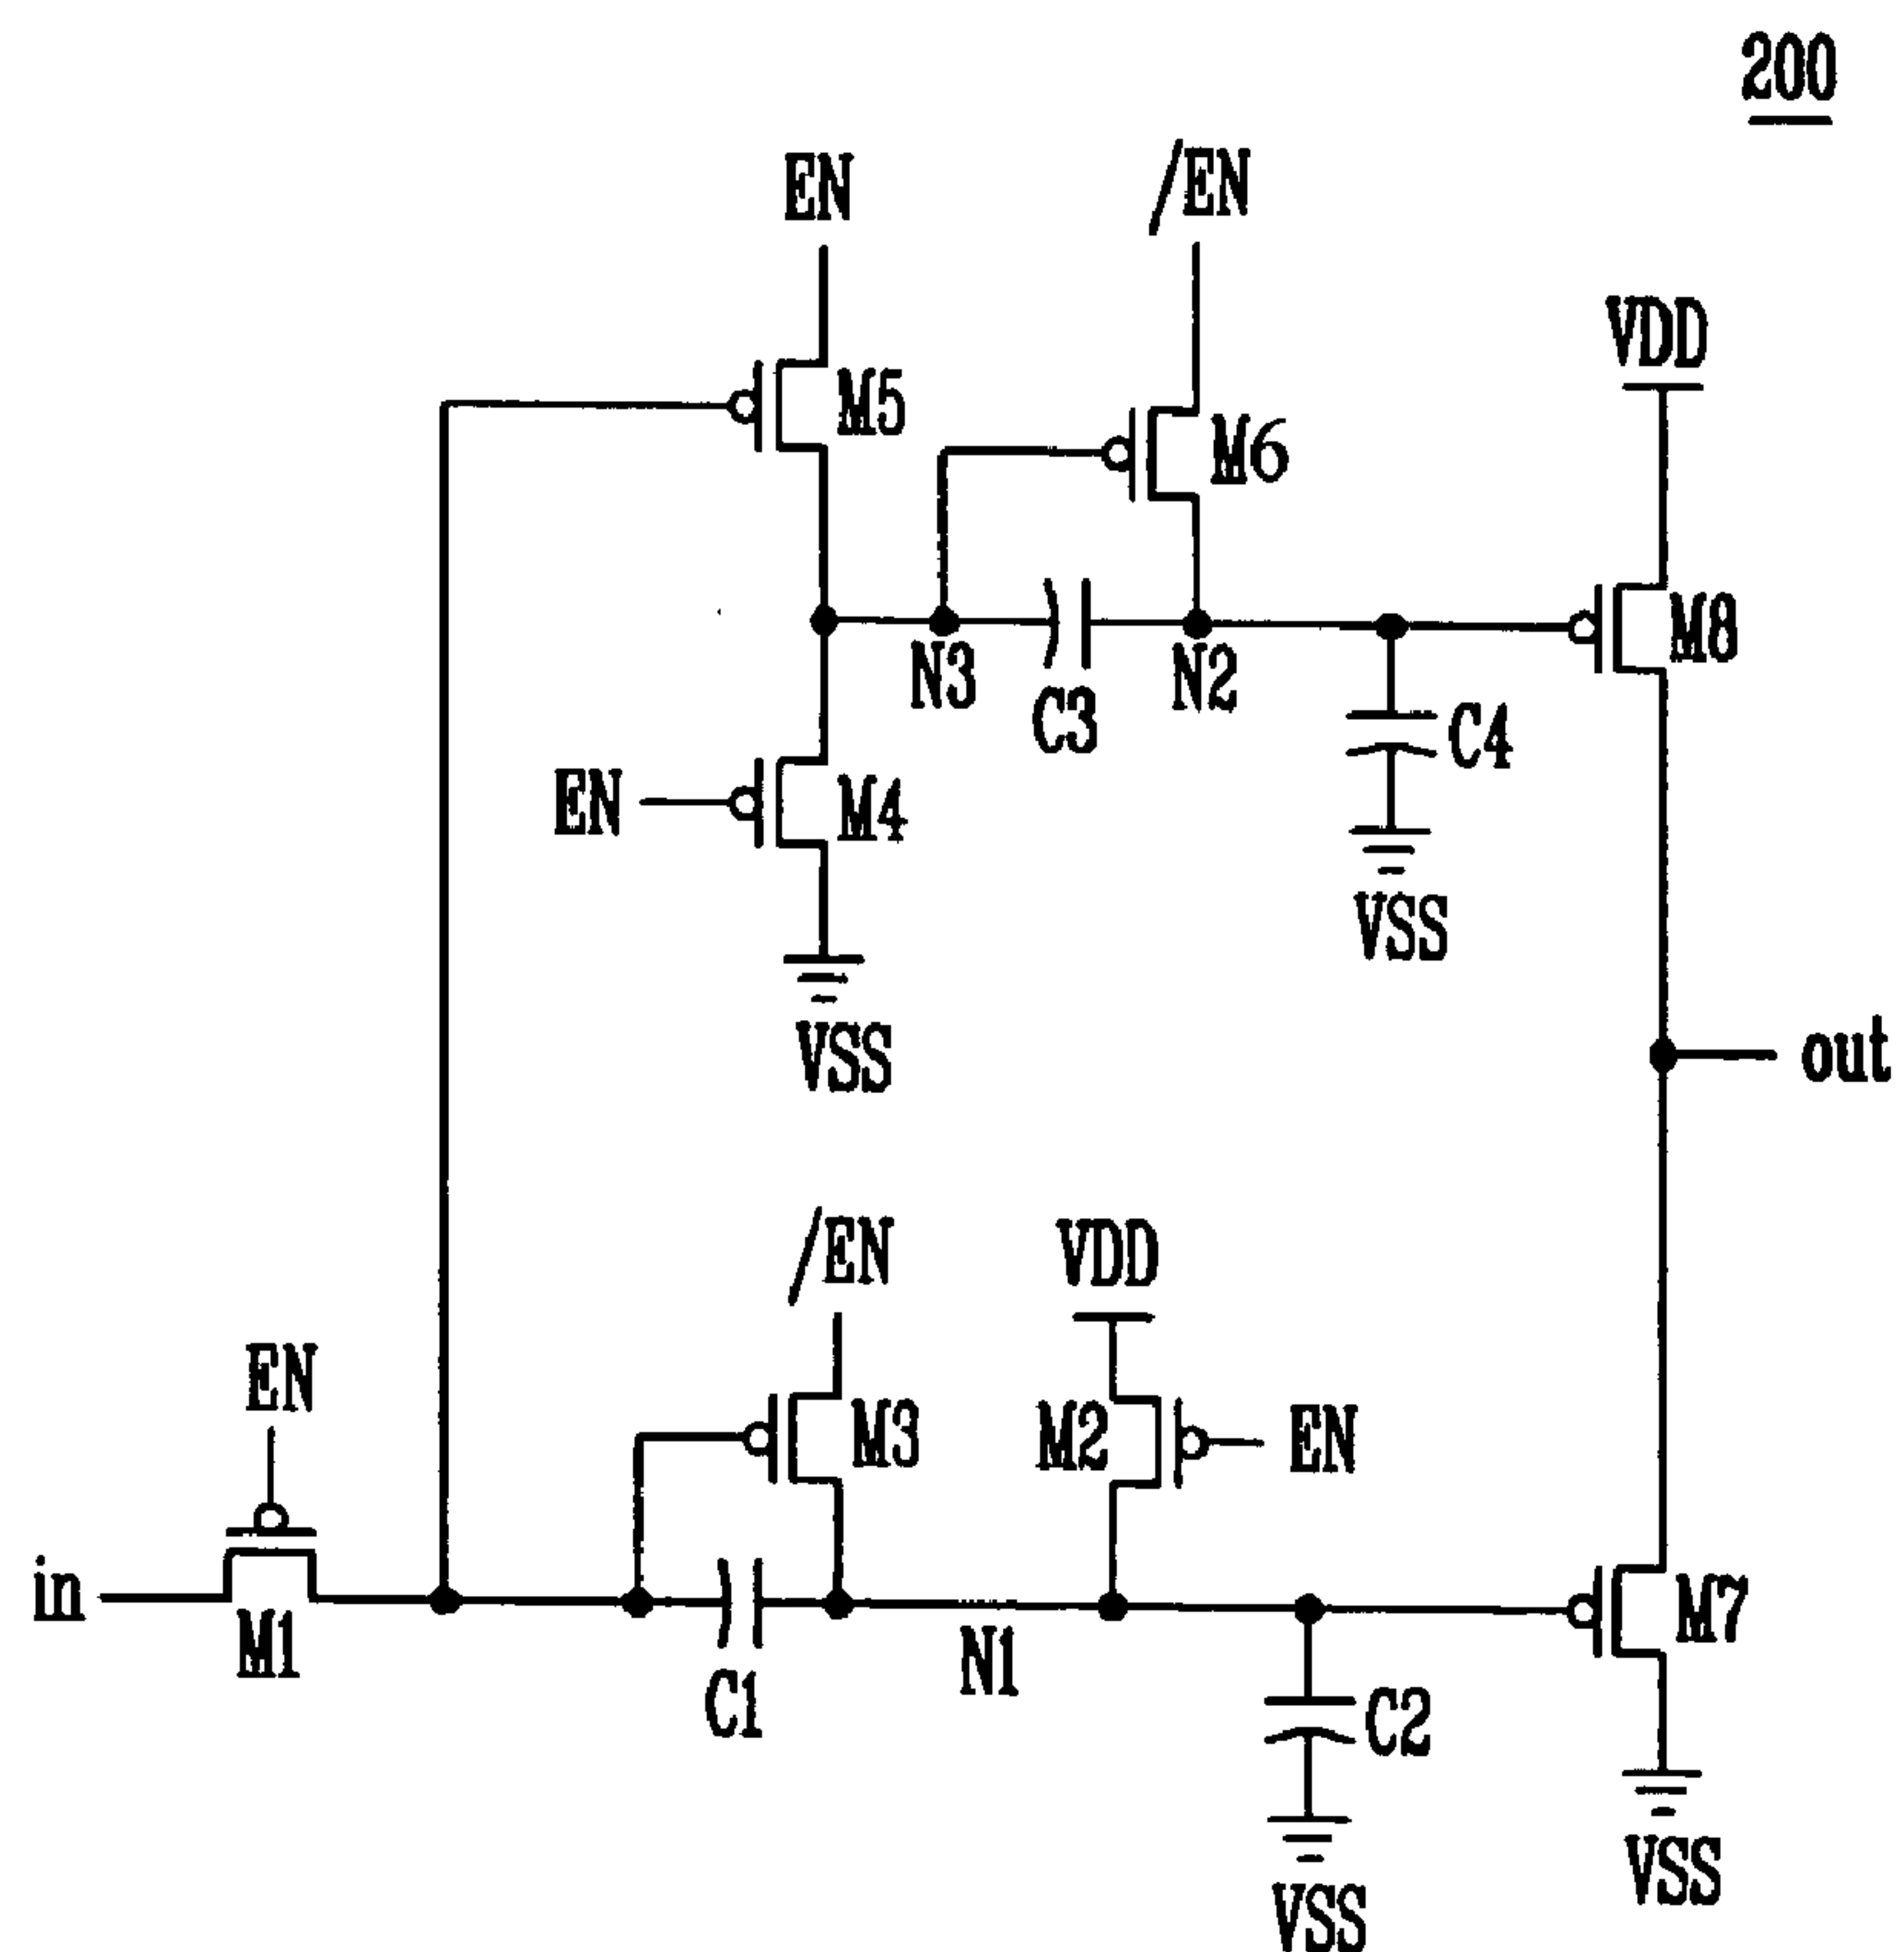 200
EN
/EN
VDD
M5
M6
M8
N3
N2
C3
C4
EN
M4
VSS
VSS
out
/EN
VDD
EN
M3
M2
EN
in
M1
C1
N1
C2
M7
VSS
VSS